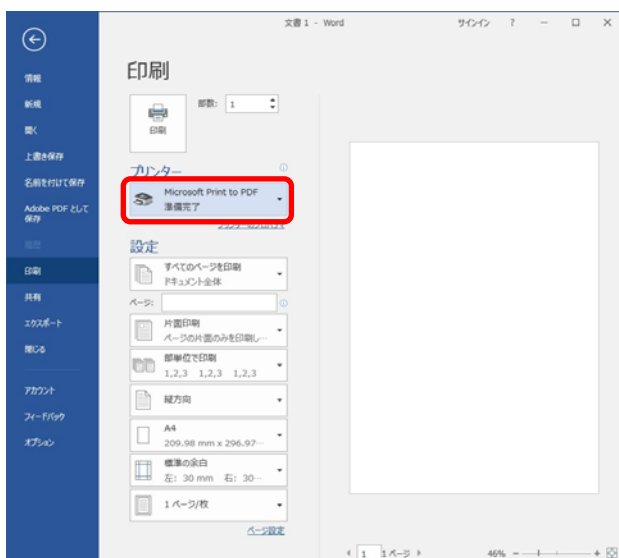 文書 1 - Word
サインイン ? − □ ×
情報
新規
開く
上書き保存
名前を付けて保存
Adobe PDF として
保存
履歴
印刷
共有
エクスポート
閉じる
アカウント
フィードバック
オプション
印刷
印刷
部数: 1
プリンター
Microsoft Print to PDF
準備完了
プリンターのプロパティ
設定
すべてのページを印刷
ドキュメント全体
ページ:
片面印刷
ページの片面のみを印刷し…
部単位で印刷
1,2,3 1,2,3 1,2,3
縦方向
A4
209.98 mm x 296.97…
標準の余白
左: 30 mm 右: 30…
1 ページ/枚
ページ設定
1 1 ページ
46% − +